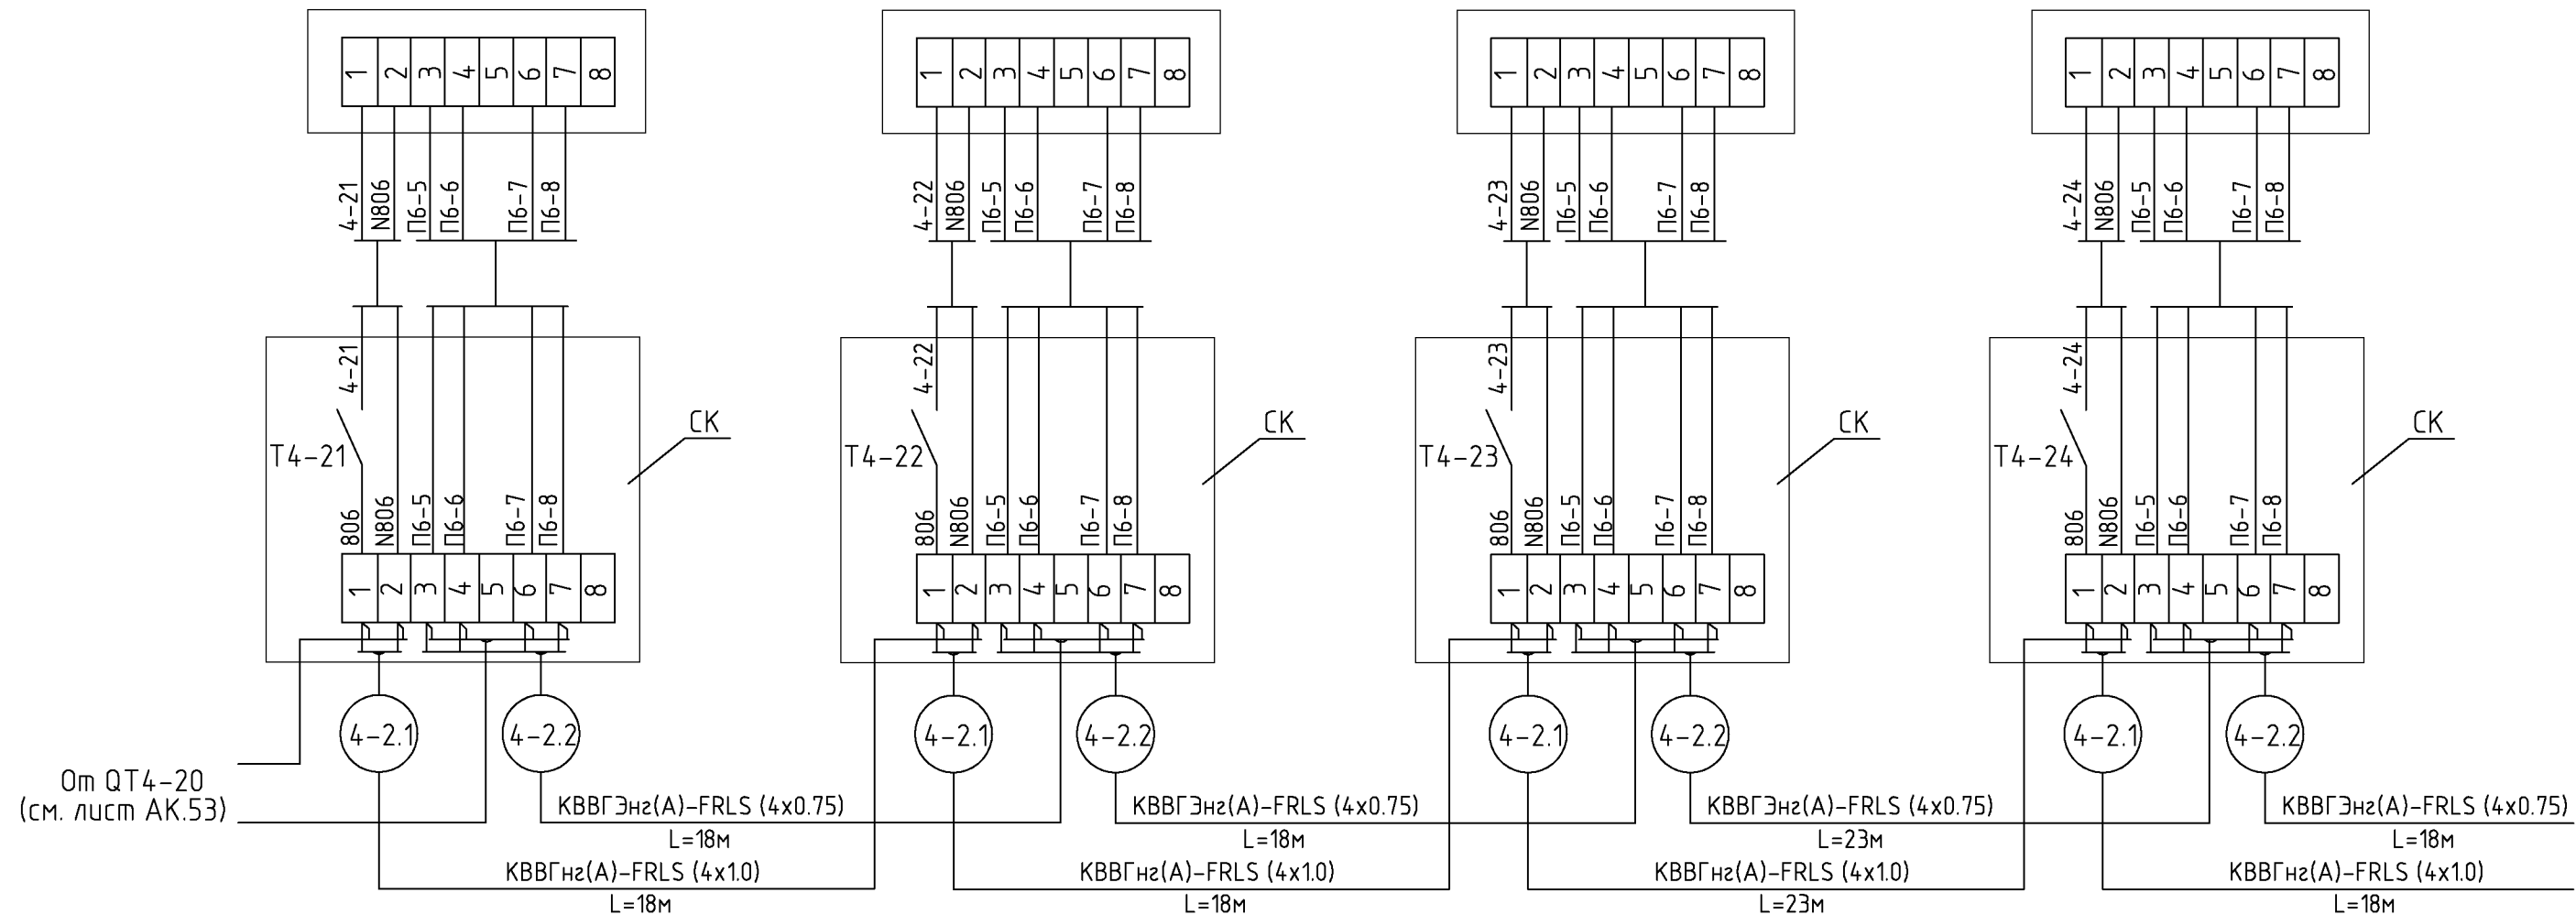 1 2 3 4 5 6 7 8
1 2 3 4 5 6 7 8
1 2 3 4 5 6 7 8
1 2 3 4 5 6 7 8
4-21 N806 П6-5 П6-6 П6-7 П6-8
4-22 N806 П6-5 П6-6 П6-7 П6-8
4-23 N806 П6-5 П6-6 П6-7 П6-8
4-24 N806 П6-5 П6-6 П6-7 П6-8
4-21
4-22
4-23
4-24
СК
СК
СК
СК
Т4-21
Т4-22
Т4-23
Т4-24
806 N806 П6-5 П6-6 П6-7 П6-8
806 N806 П6-5 П6-6 П6-7 П6-8
806 N806 П6-5 П6-6 П6-7 П6-8
806 N806 П6-5 П6-6 П6-7 П6-8
1 2 3 4 5 6 7 8
1 2 3 4 5 6 7 8
1 2 3 4 5 6 7 8
1 2 3 4 5 6 7 8
4-2.1
4-2.2
4-2.1
4-2.2
4-2.1
4-2.2
4-2.1
4-2.2
От QT4-20
(см. лист АК.53)
КВВГЭнг(А)-FRLS (4х0.75)
L=18м
КВВГЭнг(А)-FRLS (4х0.75)
L=18м
КВВГЭнг(А)-FRLS (4х0.75)
L=23м
КВВГЭнг(А)-FRLS (4х0.75)
L=18м
КВВГнг(А)-FRLS (4х1.0)
L=18м
КВВГнг(А)-FRLS (4х1.0)
L=18м
КВВГнг(А)-FRLS (4х1.0)
L=23м
КВВГнг(А)-FRLS (4х1.0)
L=18м